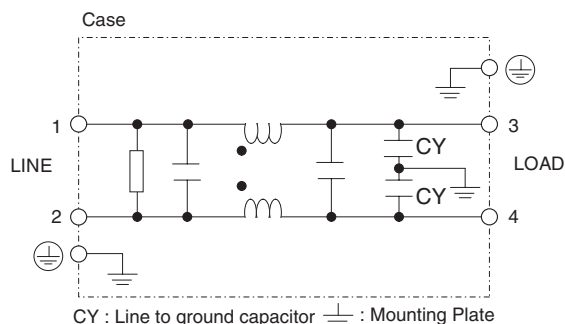 Case
1
3
CY
LINE
LOAD
CY
2
4
CY : Line to ground capacitor : Mounting Plate